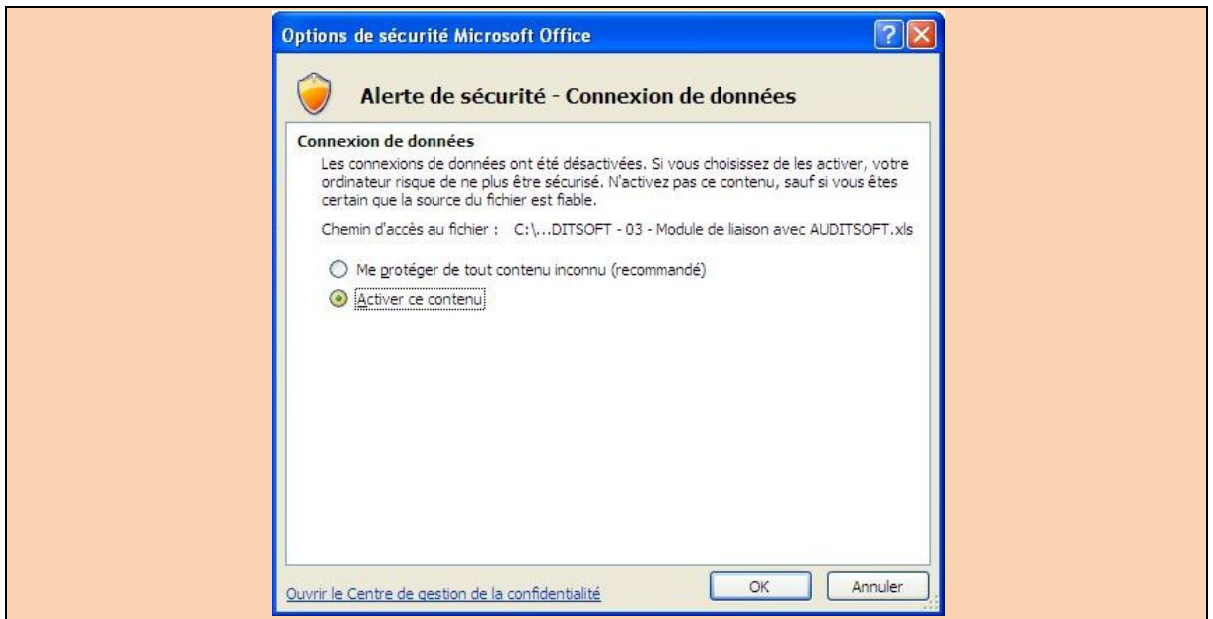 Options de sécurité Microsoft Office
Alerte de sécurité - Connexion de données
Connexion de données
Les connexions de données ont été désactivées. Si vous choisissez de les activer, votre
ordinateur risque de ne plus être sécurisé. N'activez pas ce contenu, sauf si vous êtes
certain que la source du fichier est fiable.
Chemin d'accès au fichier : C:\...DITSOFT - 03 - Module de liaison avec AUDITSOFT.xls
Me protéger de tout contenu inconnu (recommandé)
Activer ce contenu
Ouvrir le Centre de gestion de la confidentialité
OK
Annuler